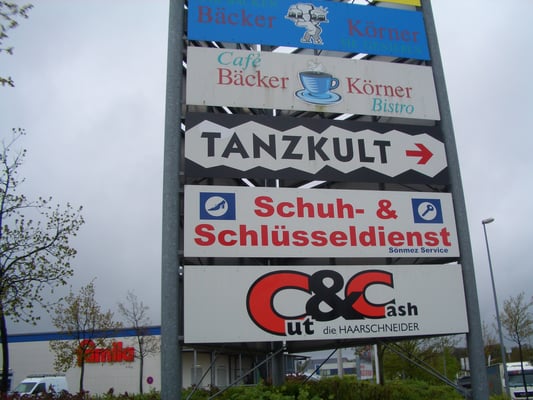 Bäcker Körner
Café
Bäcker Körner
Bistro
TANZKULT
Schuh- &
Schlüsseldienst
Sönmez Service
Cut & Cash
die HAARSCHNEIDER
famila